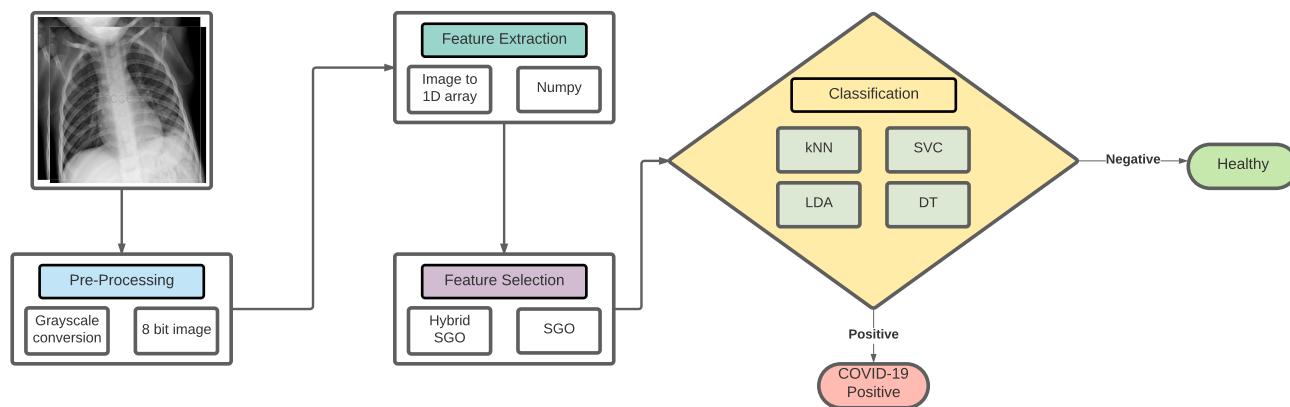 Pre-Processing
Grayscale
conversion
8 bit image
Feature Extraction
Image to
1D array
Numpy
Feature Selection
Hybrid
SGO
SGO
Classification
kNN
SVC
LDA
DT
Negative
Healthy
Positive
COVID-19
Positive